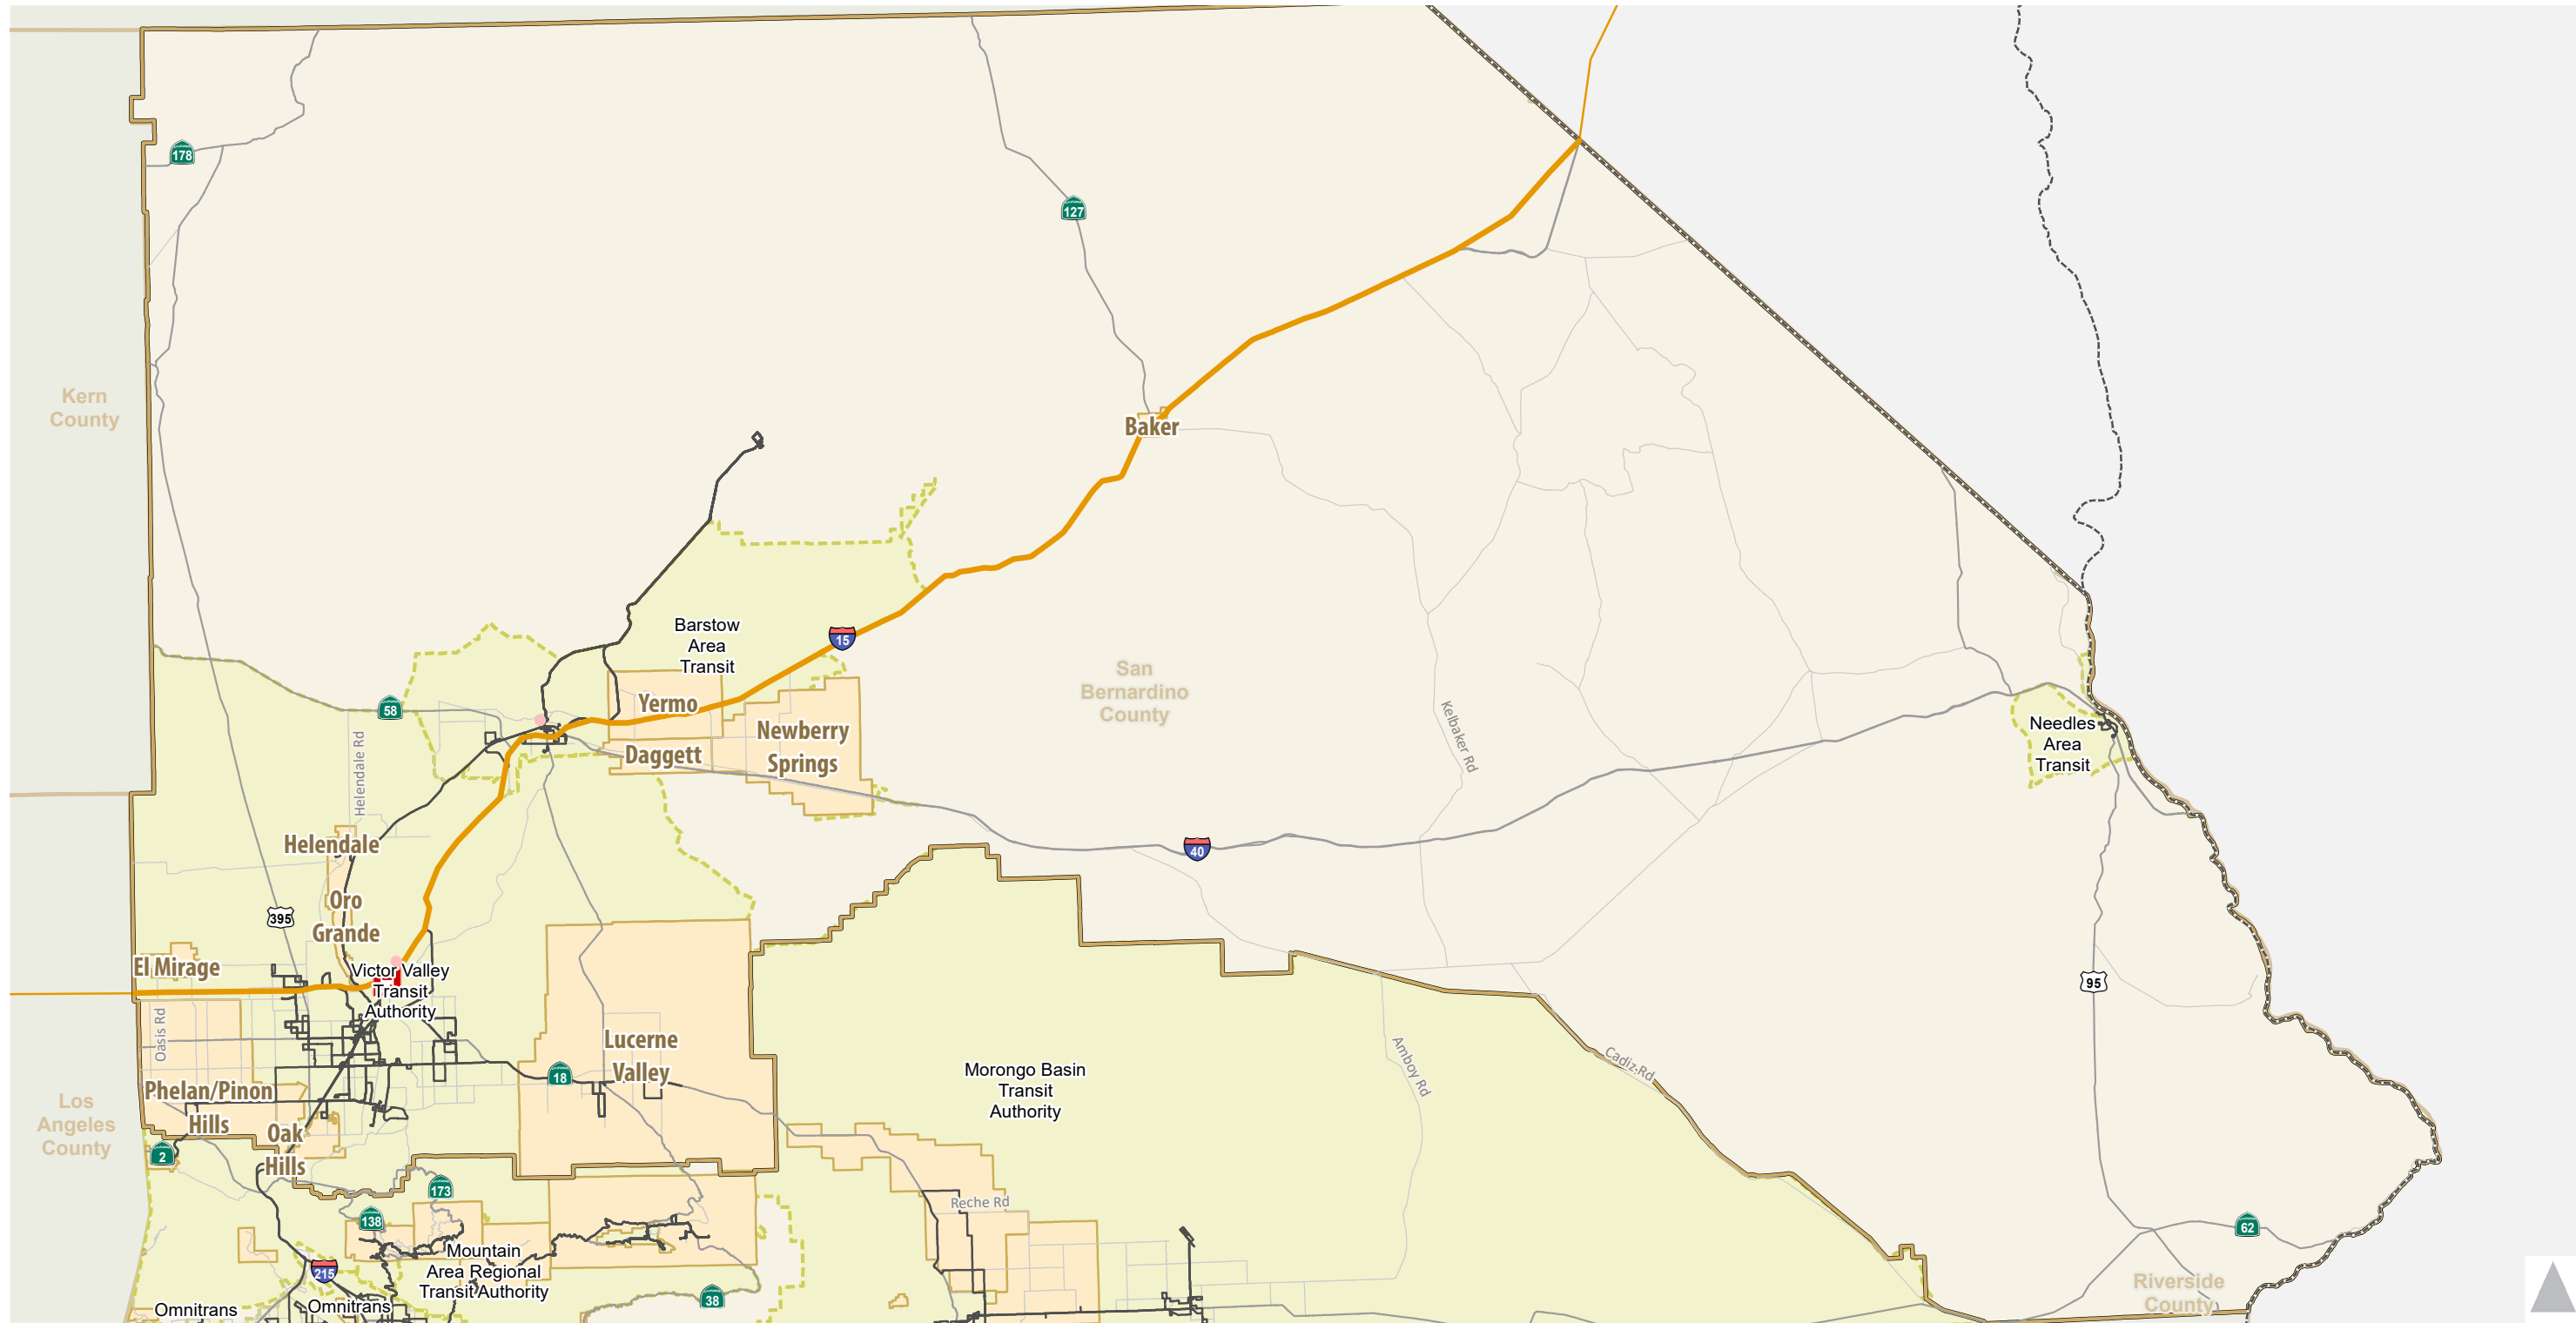 178
127
Kern
County
Baker
15
Barstow
Area
Transit
San
Bernardino
County
Yermo
58
Newberry
Springs
Daggett
Helendale Rd
Kelbaker Rd
Needles
Area
Transit
Helendale
40
Oro
Grande
395
El Mirage
Victor Valley
Transit
Authority
95
Oasis Rd
Lucerne
Valley
18
Morongo Basin
Transit
Authority
Amboy Rd
Cadiz Rd
Phelan/Pinon
Hills
Los
Angeles
County
Oak
Hills
2
173
138
Reche Rd
62
Mountain
Area Regional
Transit Authority
215
38
Omnitrans
Omnitrans
Riverside
County